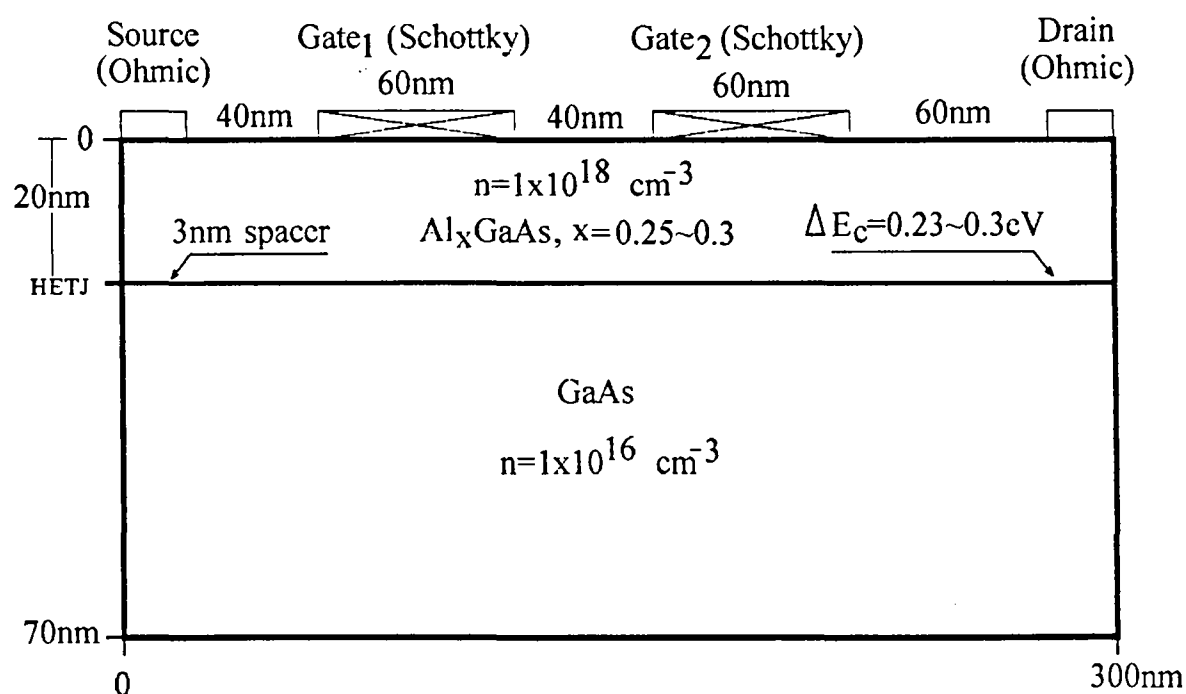 Source
(Ohmic)
Gate1 (Schottky)
Gate2 (Schottky)
Drain
(Ohmic)
60nm
60nm
40nm
40nm
60nm
0
20nm
HETJ
n=1x10^18 cm^-3
3nm spacer
AlxGaAs, x=0.25~0.3
ΔEc=0.23~0.3eV
GaAs
n=1x10^16 cm^-3
70nm
0
300nm